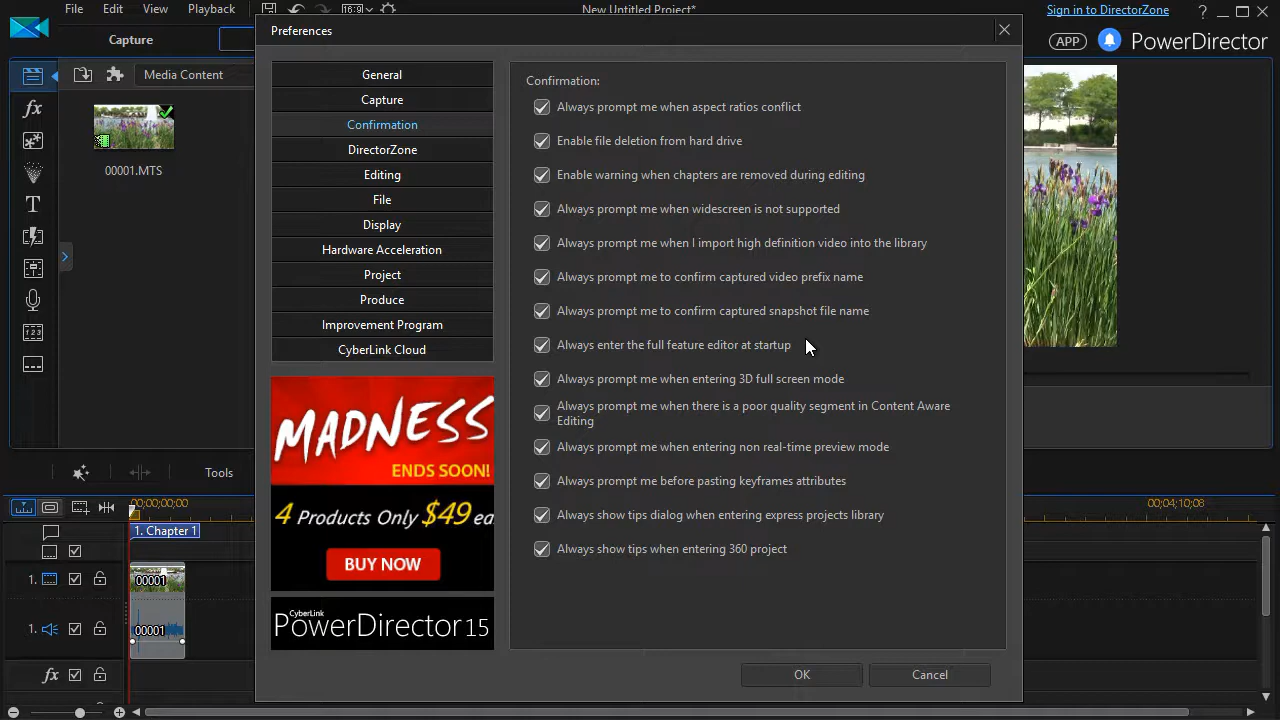 File Edit View Playback
16:9
New Untitled Project*
Sign in to DirectorZone
?
Capture
APP
PowerDirector
Preferences
Media Content
00001.MTS
General
Capture
Confirmation
DirectorZone
Editing
File
Display
Hardware Acceleration
Project
Produce
Improvement Program
CyberLink Cloud
MADNESS
ENDS SOON!
4 Products Only $49 ea
BUY NOW
CyberLink
PowerDirector 15
Confirmation:
Always prompt me when aspect ratios conflict
Enable file deletion from hard drive
Enable warning when chapters are removed during editing
Always prompt me when widescreen is not supported
Always prompt me when I import high definition video into the library
Always prompt me to confirm captured video prefix name
Always prompt me to confirm captured snapshot file name
Always enter the full feature editor at startup
Always prompt me when entering 3D full screen mode
Always prompt me when there is a poor quality segment in Content Aware
Editing
Always prompt me when entering non real-time preview mode
Always prompt me before pasting keyframes attributes
Always show tips dialog when entering express projects library
Always show tips when entering 360 project
OK Cancel
fx
T
Tools
00;00;00;00
00;04;10;08
1. Chapter 1
1.
00001
1.
00001
fx